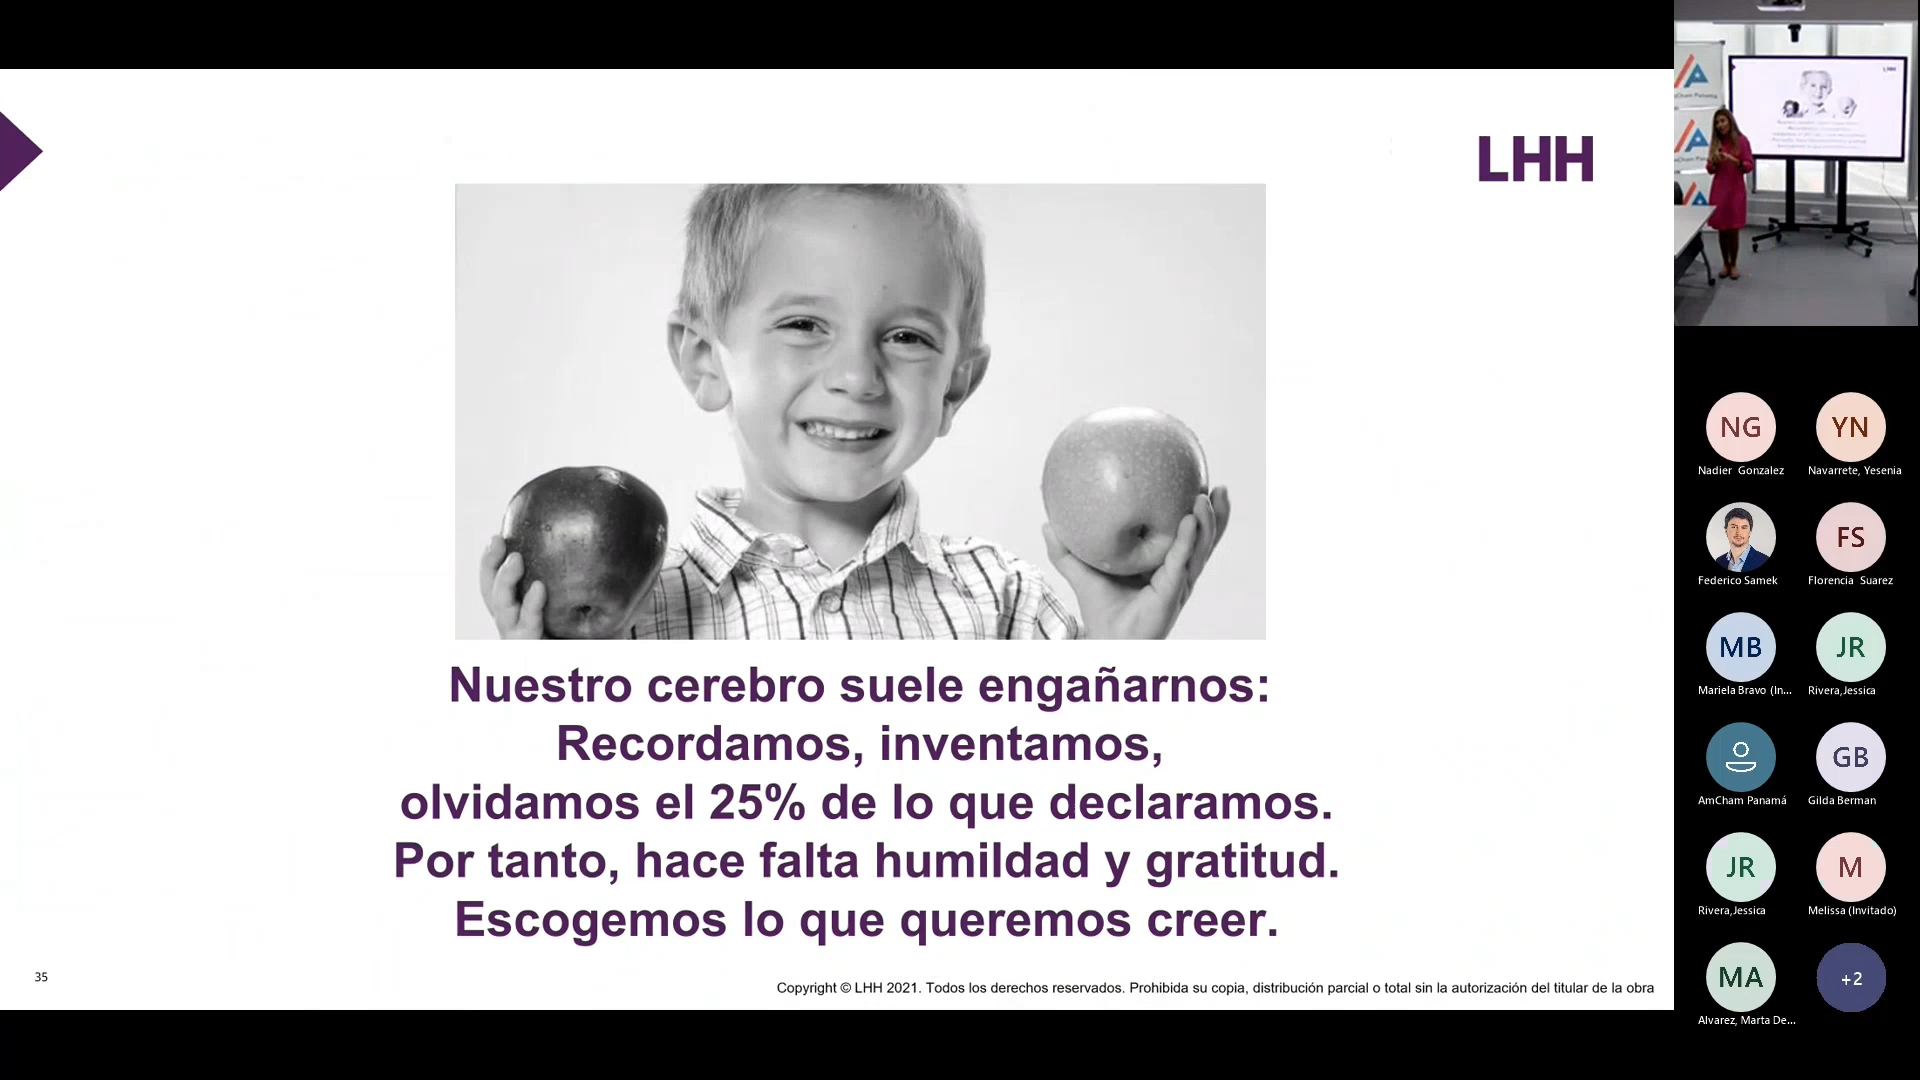 LHH
Nuestro cerebro suele engañarnos:
Recordamos, inventamos,
olvidamos el 25% de lo que declaramos.
Por tanto, hace falta humildad y gratitud.
Escogemos lo que queremos creer.
35
Copyright © LHH 2021. Todos los derechos reservados. Prohibida su copia, distribución parcial o total sin la autorización del titular de la obra
NG
Nadier Gonzalez
YN
Navarrete, Yesenia
Federico Samek
FS
Florencia Suarez
MB
Mariela Bravo (In...
JR
Rivera,Jessica
AmCham Panamá
GB
Gilda Berman
JR
Rivera,Jessica
M
Melissa (Invitado)
MA
Alvarez, Marta De...
+2